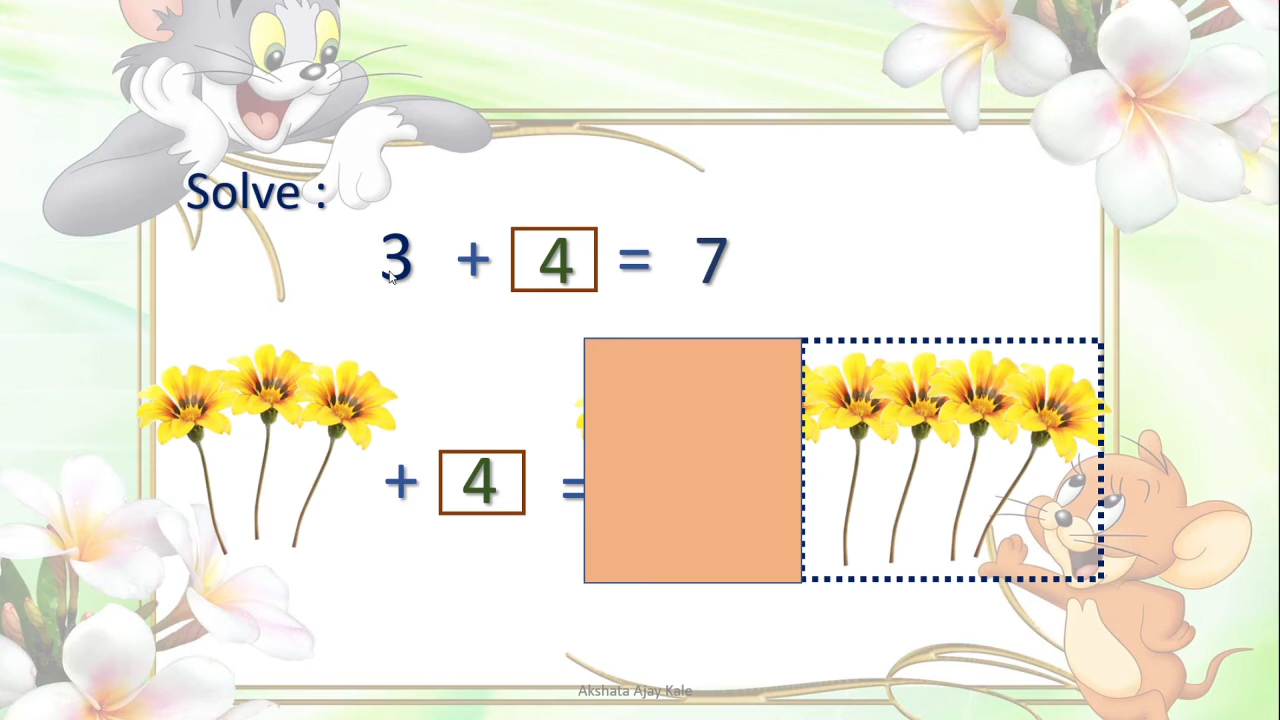 Solve :
3 + 4 = 7
+ 4 =
Akshata Ajay Kale